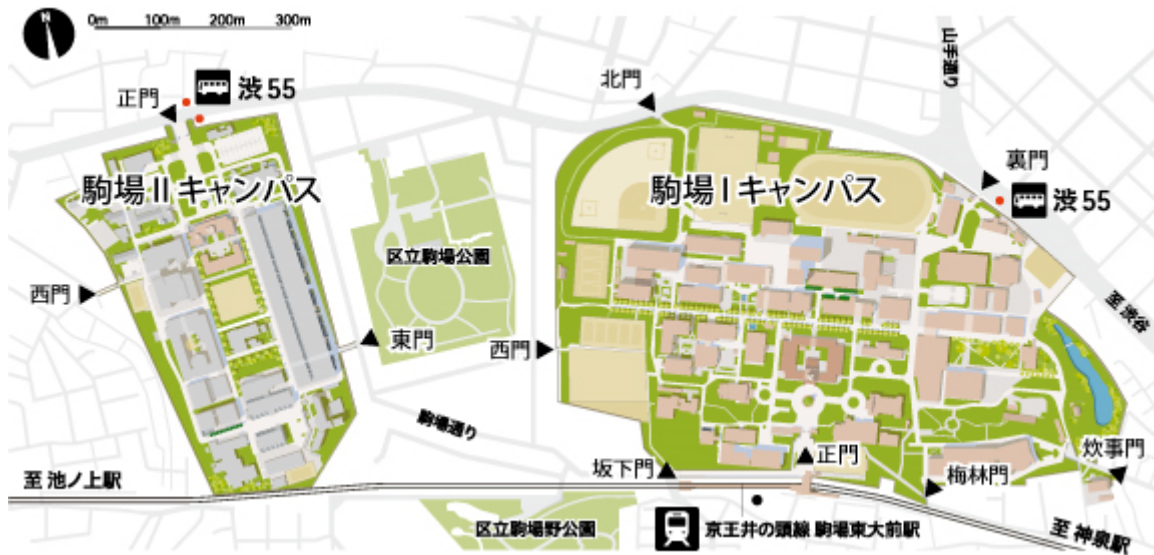 N
0m 100m 200m 300m
正門
渋55
北門
山手通り
裏門
渋55
駒場 II キャンパス
駒場 I キャンパス
区立駒場公園
西門
東門
西門
至 渋谷
駒場通り
至 池ノ上駅
坂下門
正門
梅林門
炊事門
区立駒場野公園
京王井の頭線 駒場東大前駅
至 神泉駅